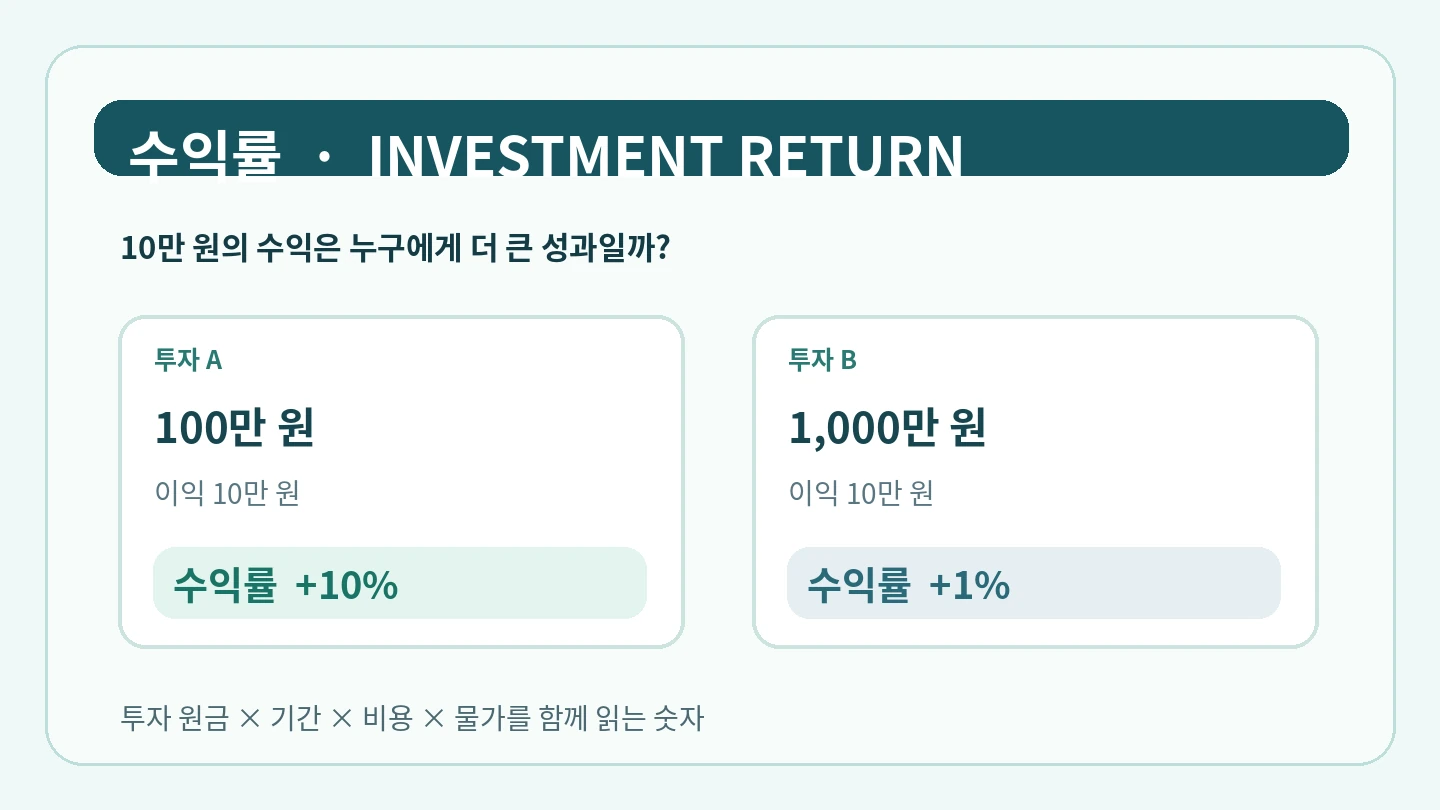 수익률 · INVESTMENT RETURN
10만 원의 수익은 누구에게 더 큰 성과일까?
투자 A
100만 원
이익 10만 원
수익률 +10%
투자 B
1,000만 원
이익 10만 원
수익률 +1%
투자 원금 × 기간 × 비용 × 물가를 함께 읽는 숫자